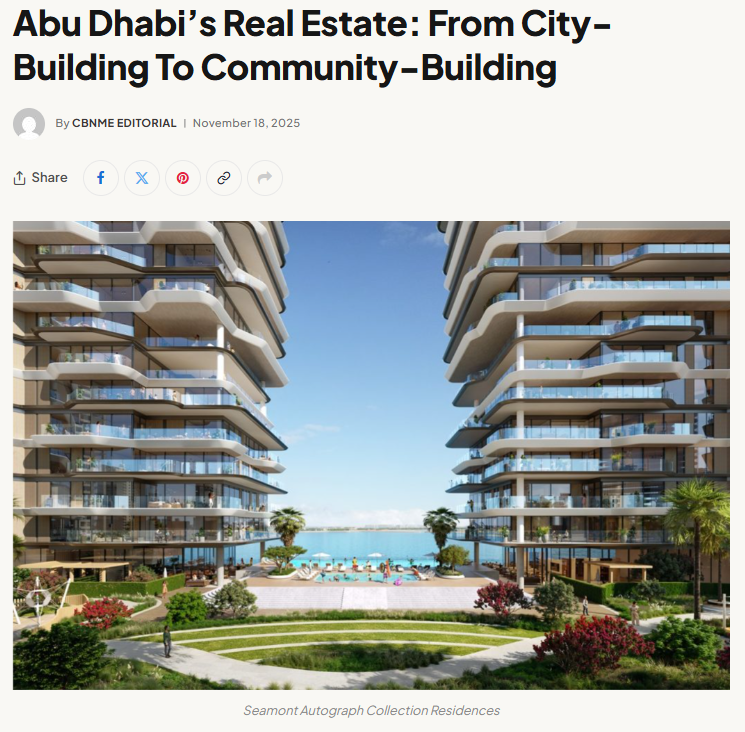 Abu Dhabi’s Real Estate: From City-
Building To Community-Building
By CBNME EDITORIAL | November 18, 2025
Share
Seamont Autograph Collection Residences